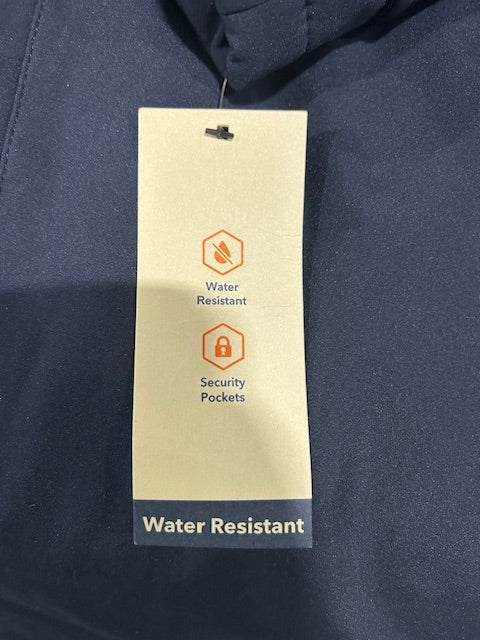 Water
Resistant
Security
Pockets
Water Resistant